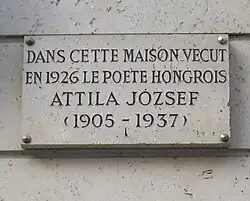 DANS CETTE MAISON VECUT
EN 1926 LE POETE HONGROIS
ATTILA JÓZSEF
(1905 - 1937)